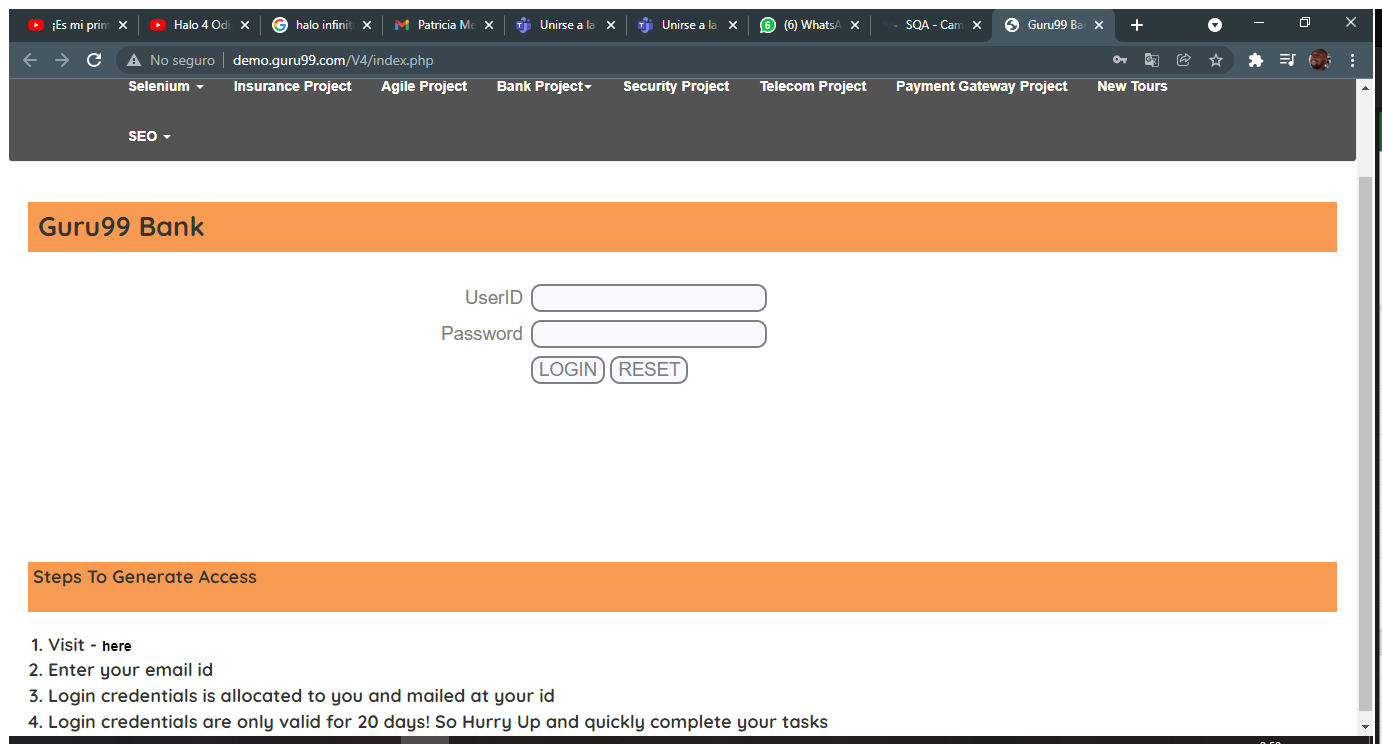 ¡Es mi prim
Halo 4 Odi
halo infinit
Patricia Me
Unirse a la
Unirse a la
6
(6) WhatsA
SQA - Cam
Guru99 Ba
No seguro
demo.guru99.com/V4/index.php
Selenium Insurance Project Agile Project Bank Project Security Project Telecom Project Payment Gateway Project New Tours
SEO
Guru99 Bank
UserID
Password
LOGIN RESET
Steps To Generate Access
1. Visit - here
2. Enter your email id
3. Login credentials is allocated to you and mailed at your id
4. Login credentials are only valid for 20 days! So Hurry Up and quickly complete your tasks